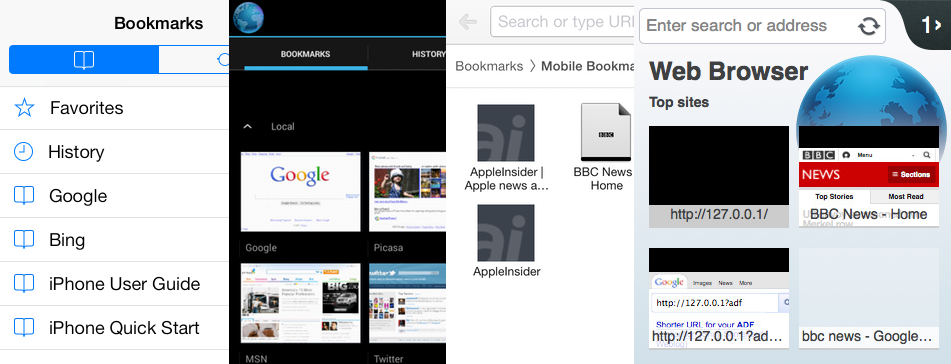 Bookmarks
Favorites
History
Google
Bing
iPhone User Guide
iPhone Quick Start
BOOKMARKS
HISTORY
Local
Google
Google
Picasa
twitter
MSN
Twitter
Search or type URL
Bookmarks > Mobile Bookma
ai
AppleInsider |
Apple news a...
BBC
BBC News
Home
ai
AppleInsider
Enter search or address
1›
Web Browser
Top sites
http://127.0.0.1/
BBC
Menu
NEWS
Sections
Top Stories
Most Read
BBC News - Home
Google
Images News More
http://127.0.0.1?adf
Shorter URL for your ADF
http://127.0.0.1?ad...
bbc news - Google...